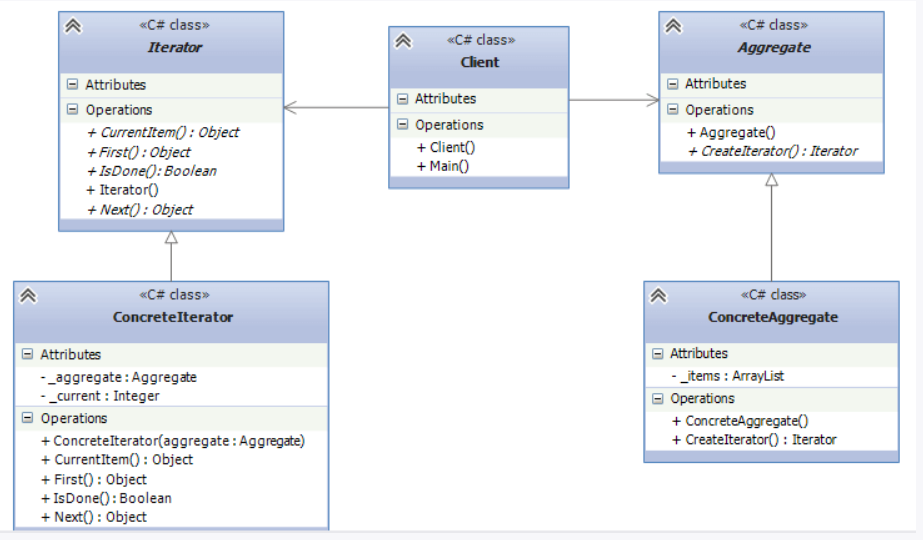 «C# class»
Iterator
Attributes
Operations
+ CurrentItem() : Object
+ First() : Object
+ IsDone(): Boolean
+ Iterator()
+ Next() : Object
«C# class»
Client
Attributes
Operations
+ Client()
+ Main()
«C# class»
Aggregate
Attributes
Operations
+ Aggregate()
+ CreateIterator() : Iterator
«C# class»
ConcreteIterator
Attributes
- _aggregate : Aggregate
- _current : Integer
Operations
+ ConcreteIterator(aggregate : Aggregate)
+ CurrentItem() : Object
+ First() : Object
+ IsDone() : Boolean
+ Next() : Object
«C# class»
ConcreteAggregate
Attributes
- _items : ArrayList
Operations
+ ConcreteAggregate()
+ CreateIterator() : Iterator